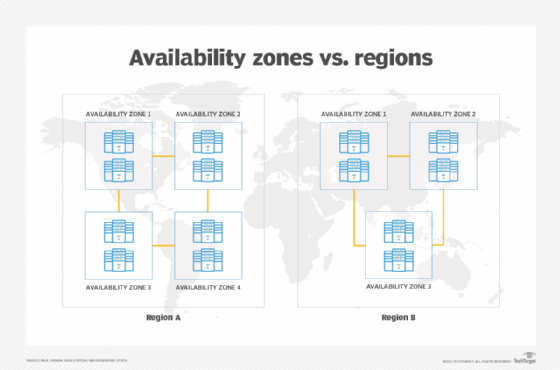 Availability zones vs. regions
AVAILABILITY ZONE 1
AVAILABILITY ZONE 2
AVAILABILITY ZONE 3
AVAILABILITY ZONE 4
Region A
AVAILABILITY ZONE 1
AVAILABILITY ZONE 2
AVAILABILITY ZONE 3
Region B
TechTarget